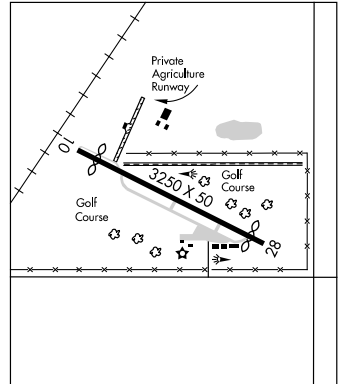 Private
Agriculture
Runway
10
3250 X 50
Golf
Course
Golf
Course
28